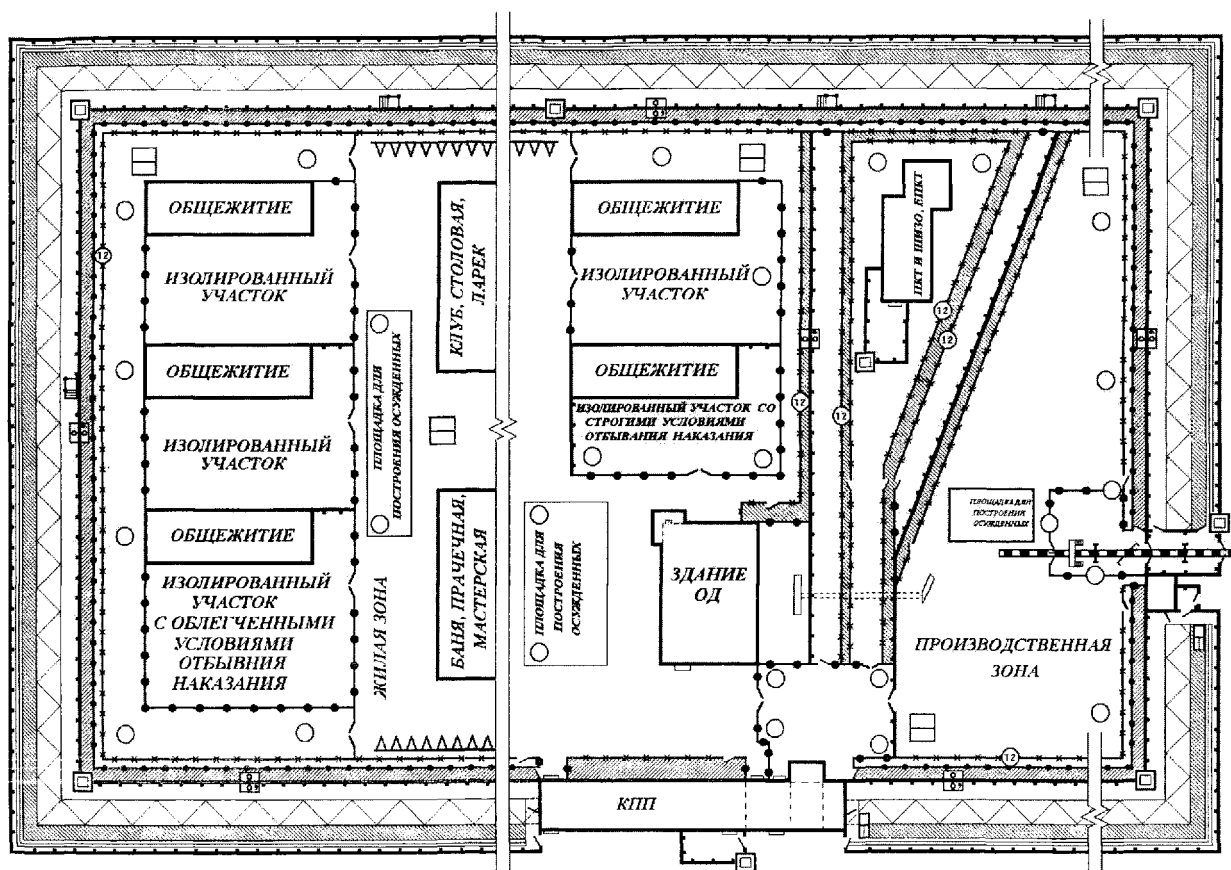 ОБЩЕЖИТИЕ
ИЗОЛИРОВАННЫЙ
УЧАСТОК
ОБЩЕЖИТИЕ
ИЗОЛИРОВАННЫЙ
УЧАСТОК
ОБЩЕЖИТИЕ
ИЗОЛИРОВАННЫЙ
УЧАСТОК
С ОБЛЕГЧЕННЫМИ
УСЛОВИЯМИ
ОТБЫВНИЯ
НАКАЗАНИЯ
12
ПЛОЩАДКА ДЛЯ
ПОСТРОЕНИЯ ОСУЖДЕННЫХ
ЖИЛАЯ ЗОНА
КЛУБ, СТОЛОВАЯ,
ЛАРЕК
БАНЯ, ПРАЧЕЧНАЯ,
МАСТЕРСКАЯ
ОБЩЕЖИТИЕ
ИЗОЛИРОВАННЫЙ
УЧАСТОК
ОБЩЕЖИТИЕ
ИЗОЛИРОВАННЫЙ УЧАСТОК СО
СТРОГИМИ УСЛОВИЯМИ
ОТБЫВАНИЯ НАКАЗАНИЯ
ПЛОЩАДКА ДЛЯ
ПОСТРОЕНИЯ
ОСУЖДЕННЫХ
ЗДАНИЕ
ОД
12
12
ПКТ И ШИЗО, ЕПКТ
12
12
ПЛОЩАДКА ДЛЯ
ПОСТРОЕНИЯ
ОСУЖДЕННЫХ
ПРОИЗВОДСТВЕННАЯ
ЗОНА
12
КПП